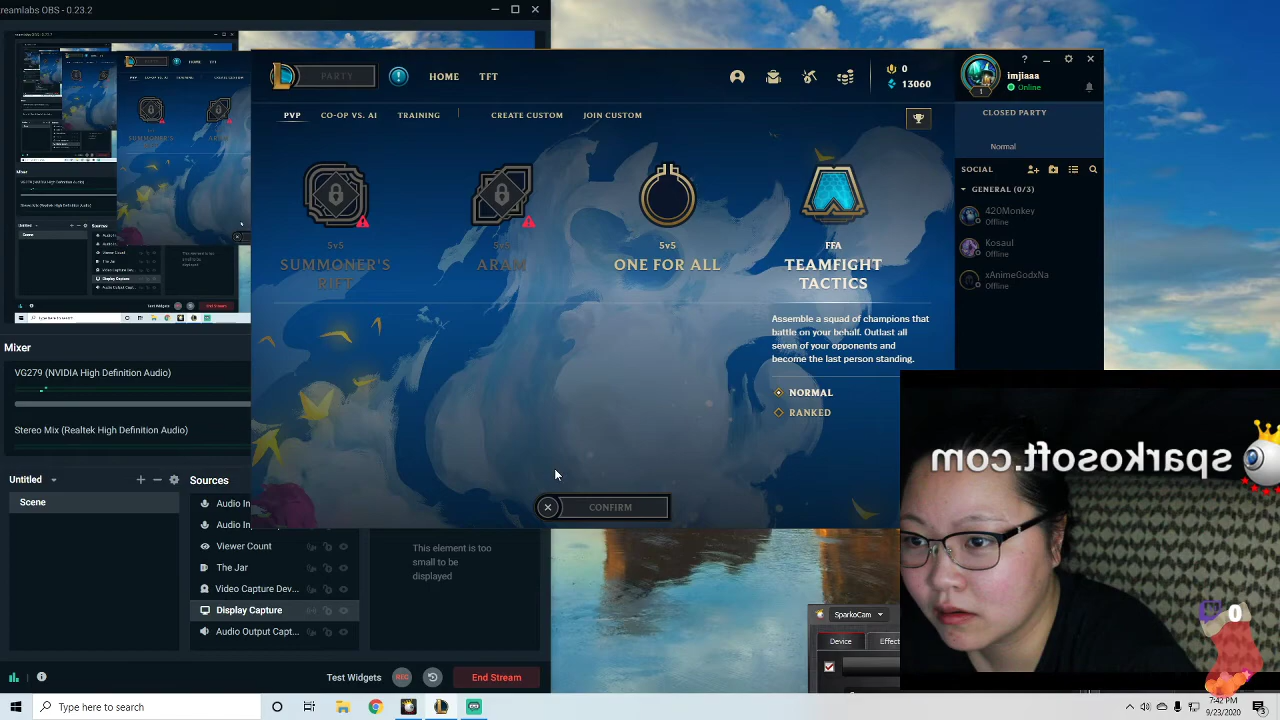 reamlabs OBS - 0.23.2
PARTY
HOME
TFT
0
13060
imjiaaa
1
Online
PVP
CO-OP VS. AI
TRAINING
CREATE CUSTOM
JOIN CUSTOM
CLOSED PARTY
Normal
SOCIAL
GENERAL (0/3)
420Monkey
Offline
Kosaul
Offline
xAnimeGodxNa
Offline
5v5
SUMMONER'S
RIFT
5v5
ARAM
5v5
ONE FOR ALL
FFA
TEAMFIGHT
TACTICS
Assemble a squad of champions that
battle on your behalf. Outlast all
seven of your opponents and
become the last person standing.
NORMAL
RANKED
CONFIRM
Mixer
VG279 (NVIDIA High Definition Audio)
Stereo Mix (Realtek High Definition Audio)
Untitled
Scene
Sources
Audio In
Viewer Count
The Jar
Video Capture Dev...
Display Capture
Audio Output Capt...
This element is too
small to be
displayed
Test Widgets
REC
End Stream
SparkoCam
Device
Effect
sparkosoft.com
0
Type here to search
7:42 PM
9/23/2020
3